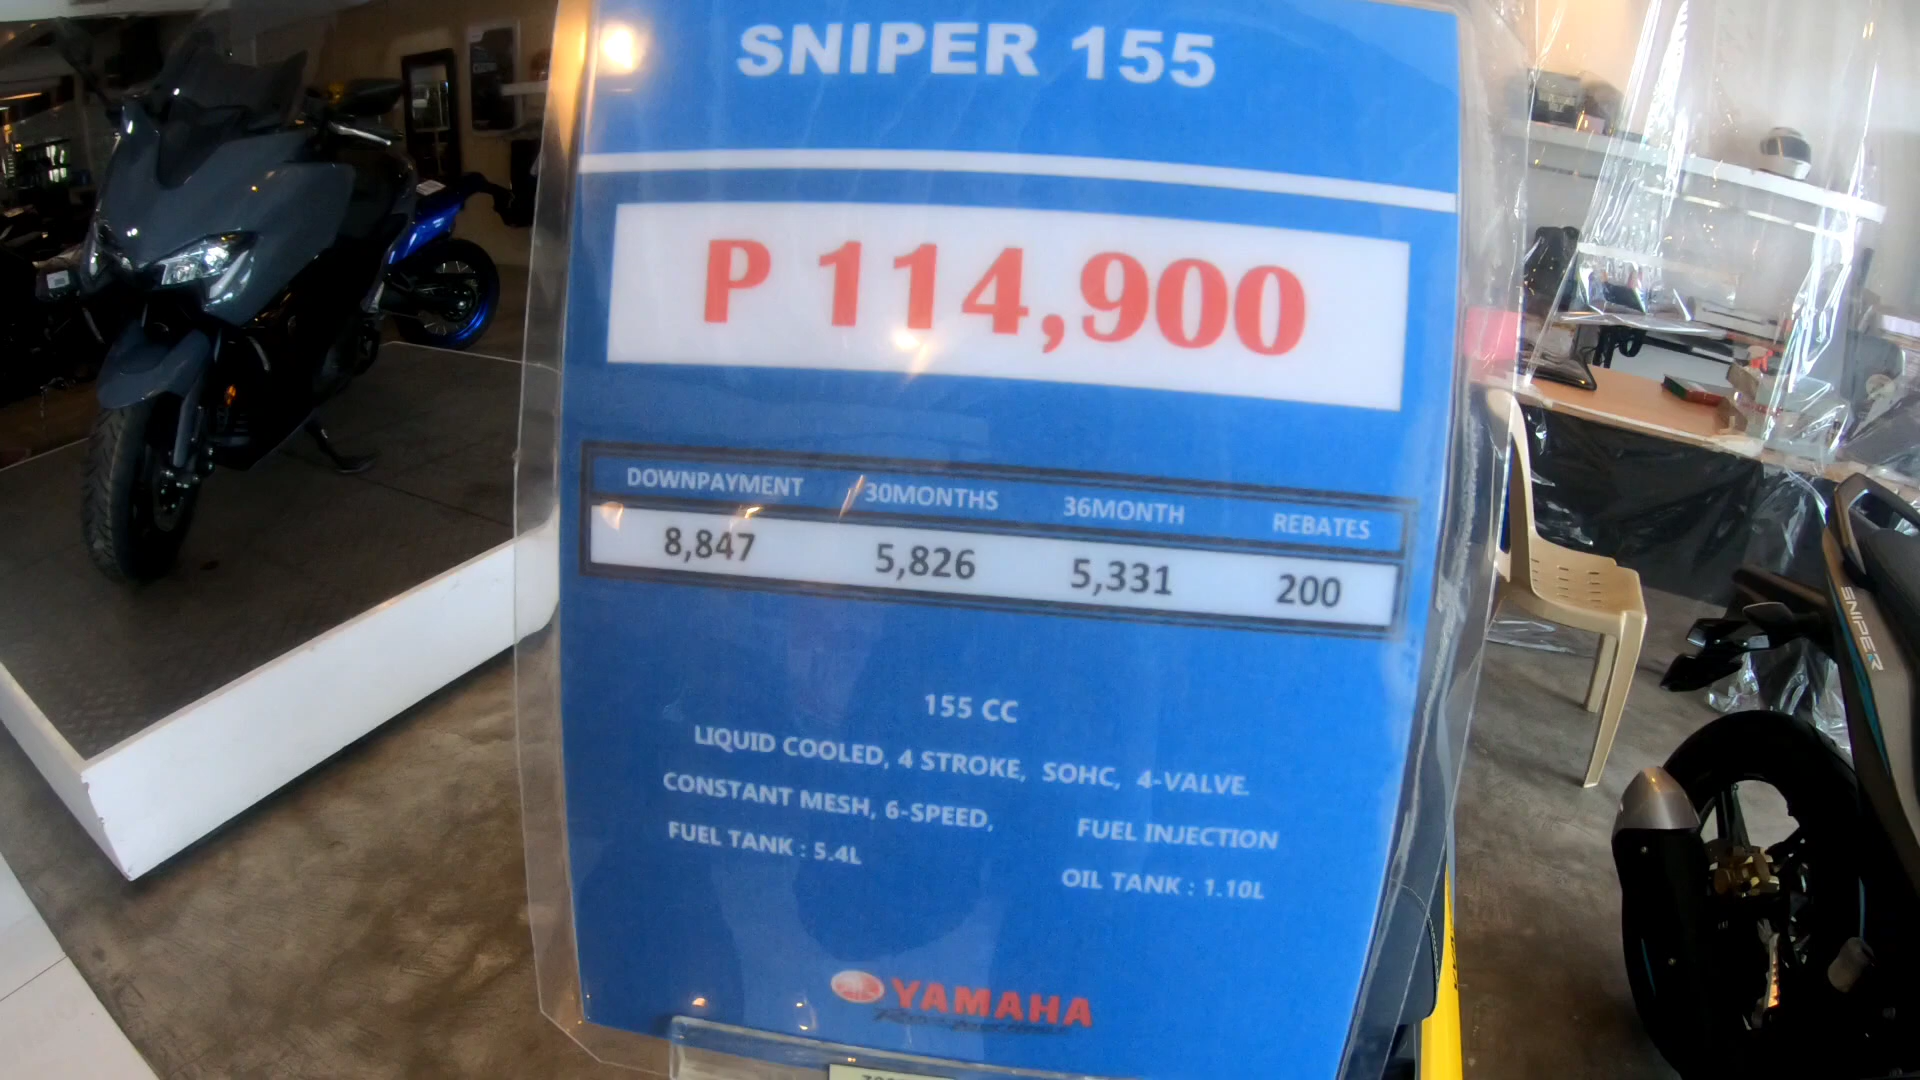 SNIPER 155
P 114,900
DOWNPAYMENT 30MONTHS 36MONTH REBATES
8,847 5,826 5,331 200
155 CC
LIQUID COOLED, 4 STROKE, SOHC, 4-VALVE.
CONSTANT MESH, 6-SPEED, FUEL INJECTION
FUEL TANK : 5.4L OIL TANK : 1.10L
YAMAHA
SNIPER